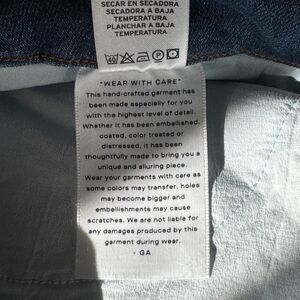 SECAR EN SECADORA
SECADORA A BAJA
TEMPERATURA
PLANCHAR A BAJA
TEMPERATURA
"WEAR WITH CARE"
This hand-crafted garment has
been made especially for you
with the highest level of detail.
Whether it has been embellished,
coated, color treated or
distressed, it has been
thoughtfully made to bring you a
unique and alluring piece.
Wear your garments with care as
some colors may transfer, holes
may become bigger and
embellishments may cause
scratches. We are not liable for
any damages produced by this
garment during wear.
- GA